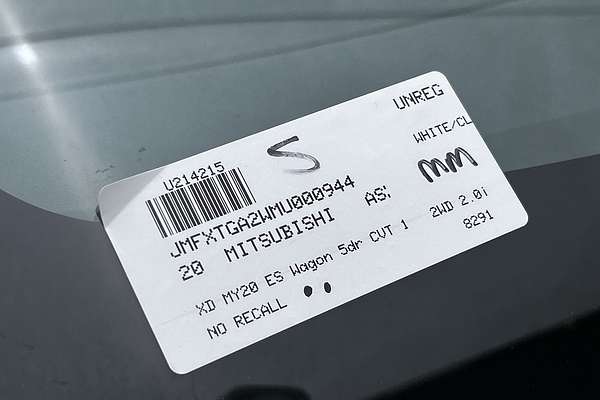 UNREG
S
U214215
WHITE/CL
MM
JMFXTGA2WMU000944
20 MITSUBISHI AS'
XD MY20 ES Wagon 5dr CVT 1 2WD 2.0i
NO RECALL 8291